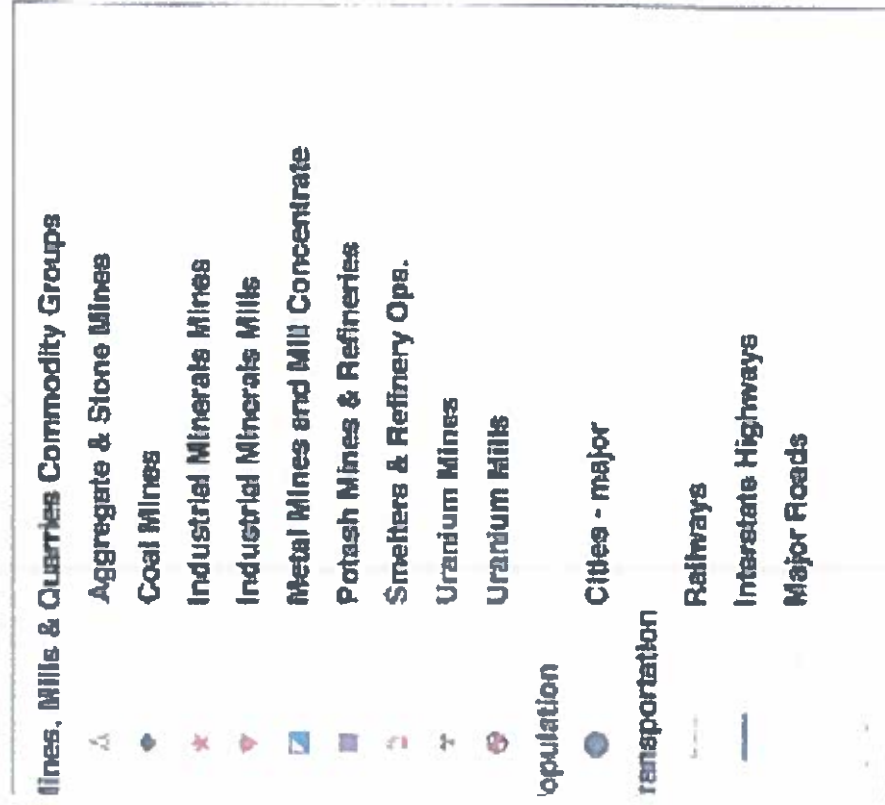 lines, Mills & Quarries Commodity Groups
Aggregate & Stone Mines
Coal Mines
Industrial Minerals Mines
Industrial Minerals Mills
Metal Mines and Mill Concentrate
Potash Mines & Refineries
Smelters & Refinery Ops.
Uranium Mines
Uranium Mills
opulation
Cities - major
ransportation
Railways
Interstate Highways
Major Roads